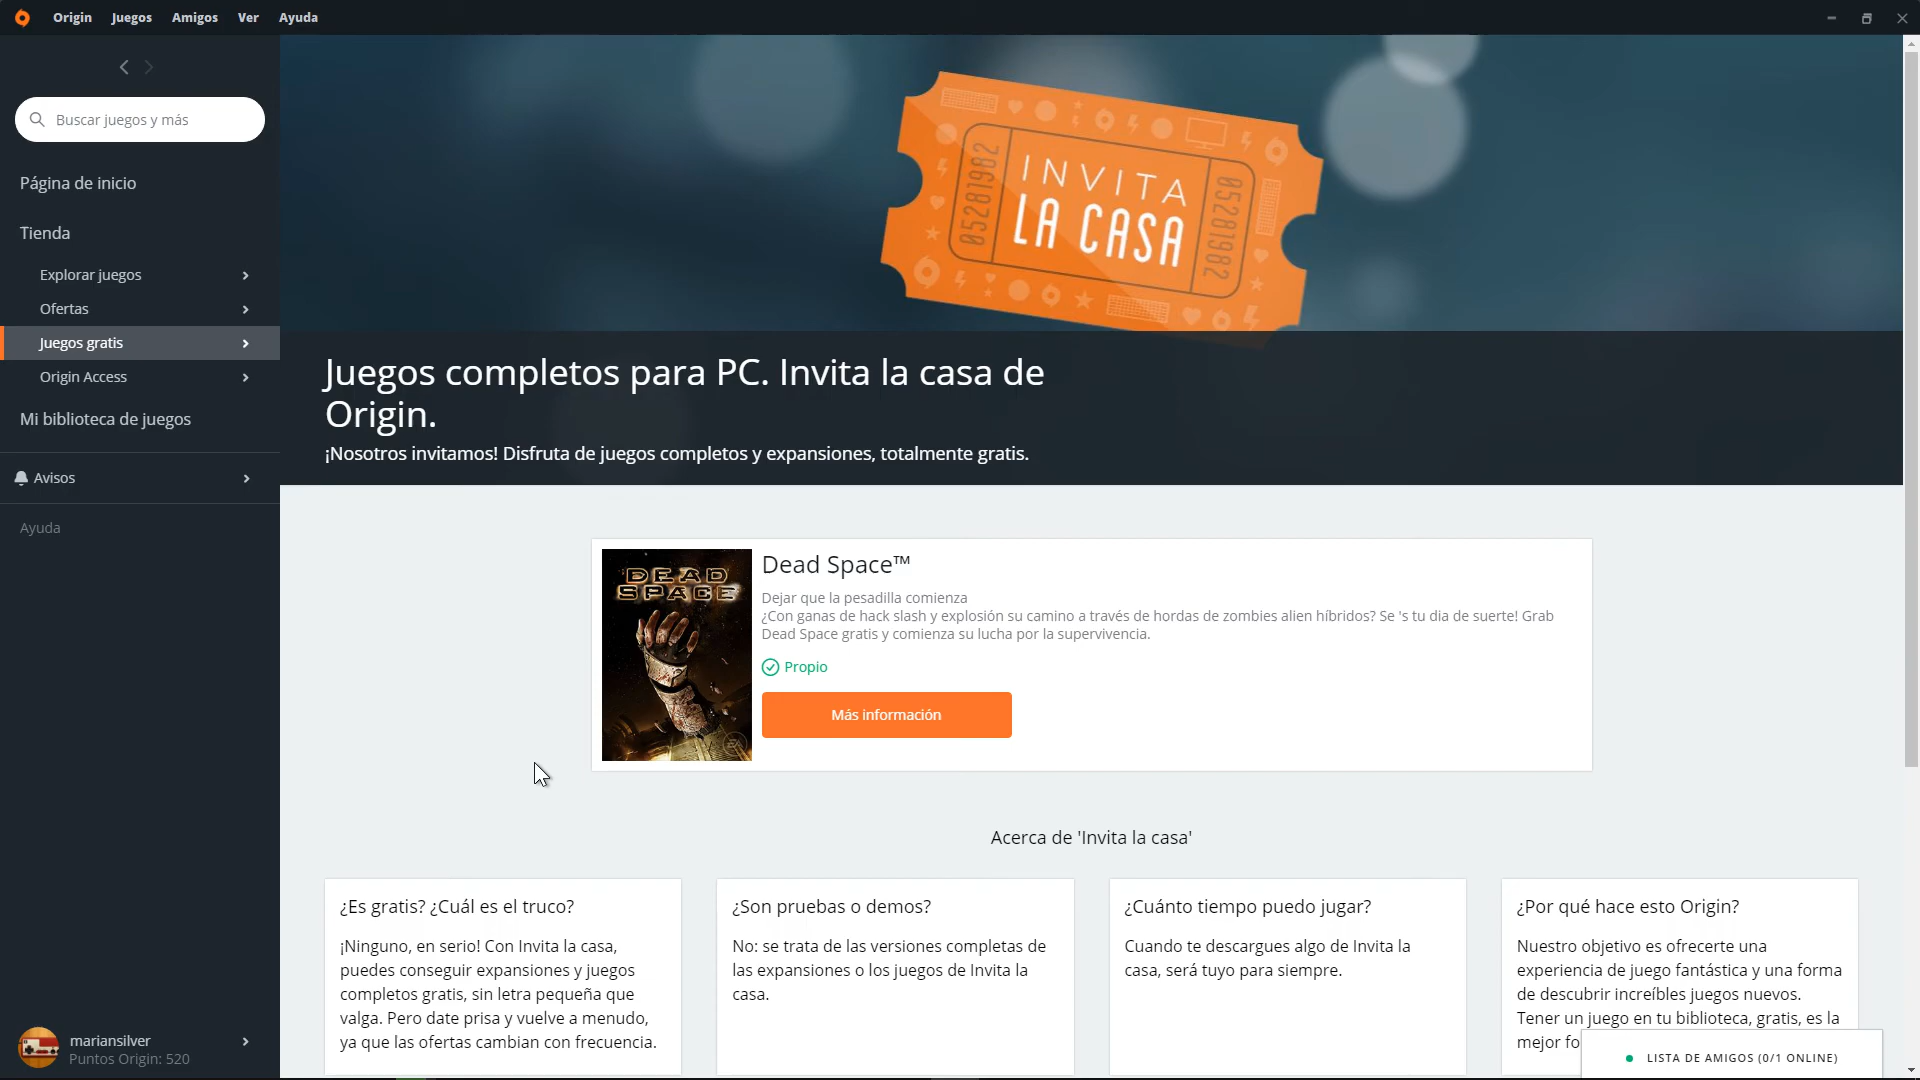 Origin Juegos Amigos Ver Ayuda
Buscar juegos y más
Página de inicio
Tienda
Explorar juegos
Ofertas
Juegos gratis
Origin Access
Mi biblioteca de juegos
Avisos
Ayuda
mariansilver
Puntos Origin: 520
05281982
INVITA
LA CASA
05281982
Juegos completos para PC. Invita la casa de
Origin.
¡Nosotros invitamos! Disfruta de juegos completos y expansiones, totalmente gratis.
DEAD
SPACE
Dead Space™
Dejar que la pesadilla comienza
¿Con ganas de hack slash y explosión su camino a través de hordas de zombies alien híbridos? Se 's tu dia de suerte! Grab
Dead Space gratis y comienza su lucha por la supervivencia.
Propio
Más información
Acerca de 'Invita la casa'
¿Es gratis? ¿Cuál es el truco?
¡Ninguno, en serio! Con Invita la casa,
puedes conseguir expansiones y juegos
completos gratis, sin letra pequeña que
valga. Pero date prisa y vuelve a menudo,
ya que las ofertas cambian con frecuencia.
¿Son pruebas o demos?
No: se trata de las versiones completas de
las expansiones o los juegos de Invita la
casa.
¿Cuánto tiempo puedo jugar?
Cuando te descargues algo de Invita la
casa, será tuyo para siempre.
¿Por qué hace esto Origin?
Nuestro objetivo es ofrecerte una
experiencia de juego fantástica y una forma
de descubrir increíbles juegos nuevos.
Tener un juego en tu biblioteca, gratis, es la
mejor fo
LISTA DE AMIGOS (0/1 ONLINE)